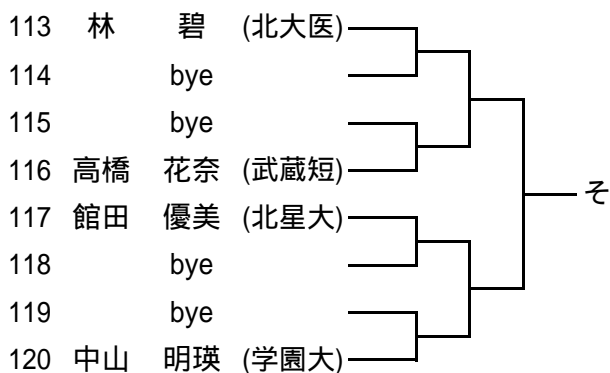 113 林 碧 (北大医)
114 bye
115 bye
116 高橋 花奈 (武蔵短)
117 館田 優美 (北星大)
118 bye
119 bye
120 中山 明瑛 (学園大)
そ